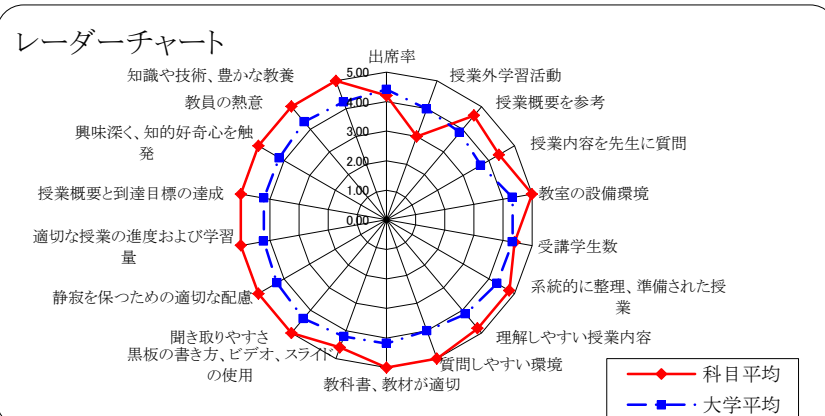 レーダーチャート
出席率
授業外学習活動
授業概要を参考
授業内容を先生に質問
教室の設備環境
受講学生数
系統的に整理、準備された授
業
理解しやすい授業内容
質問しやすい環境
教科書、教材が適切
黒板の書き方、ビデオ、スライド
の使用
聞き取りやすさ
静寂を保つための適切な配慮
適切な授業の進度および学習
量
授業概要と到達目標の達成
興味深く、知的好奇心を触
発
教員の熱意
知識や技術、豊かな教養
5.00
4.00
3.00
2.00
1.00
0.00
科目平均
大学平均